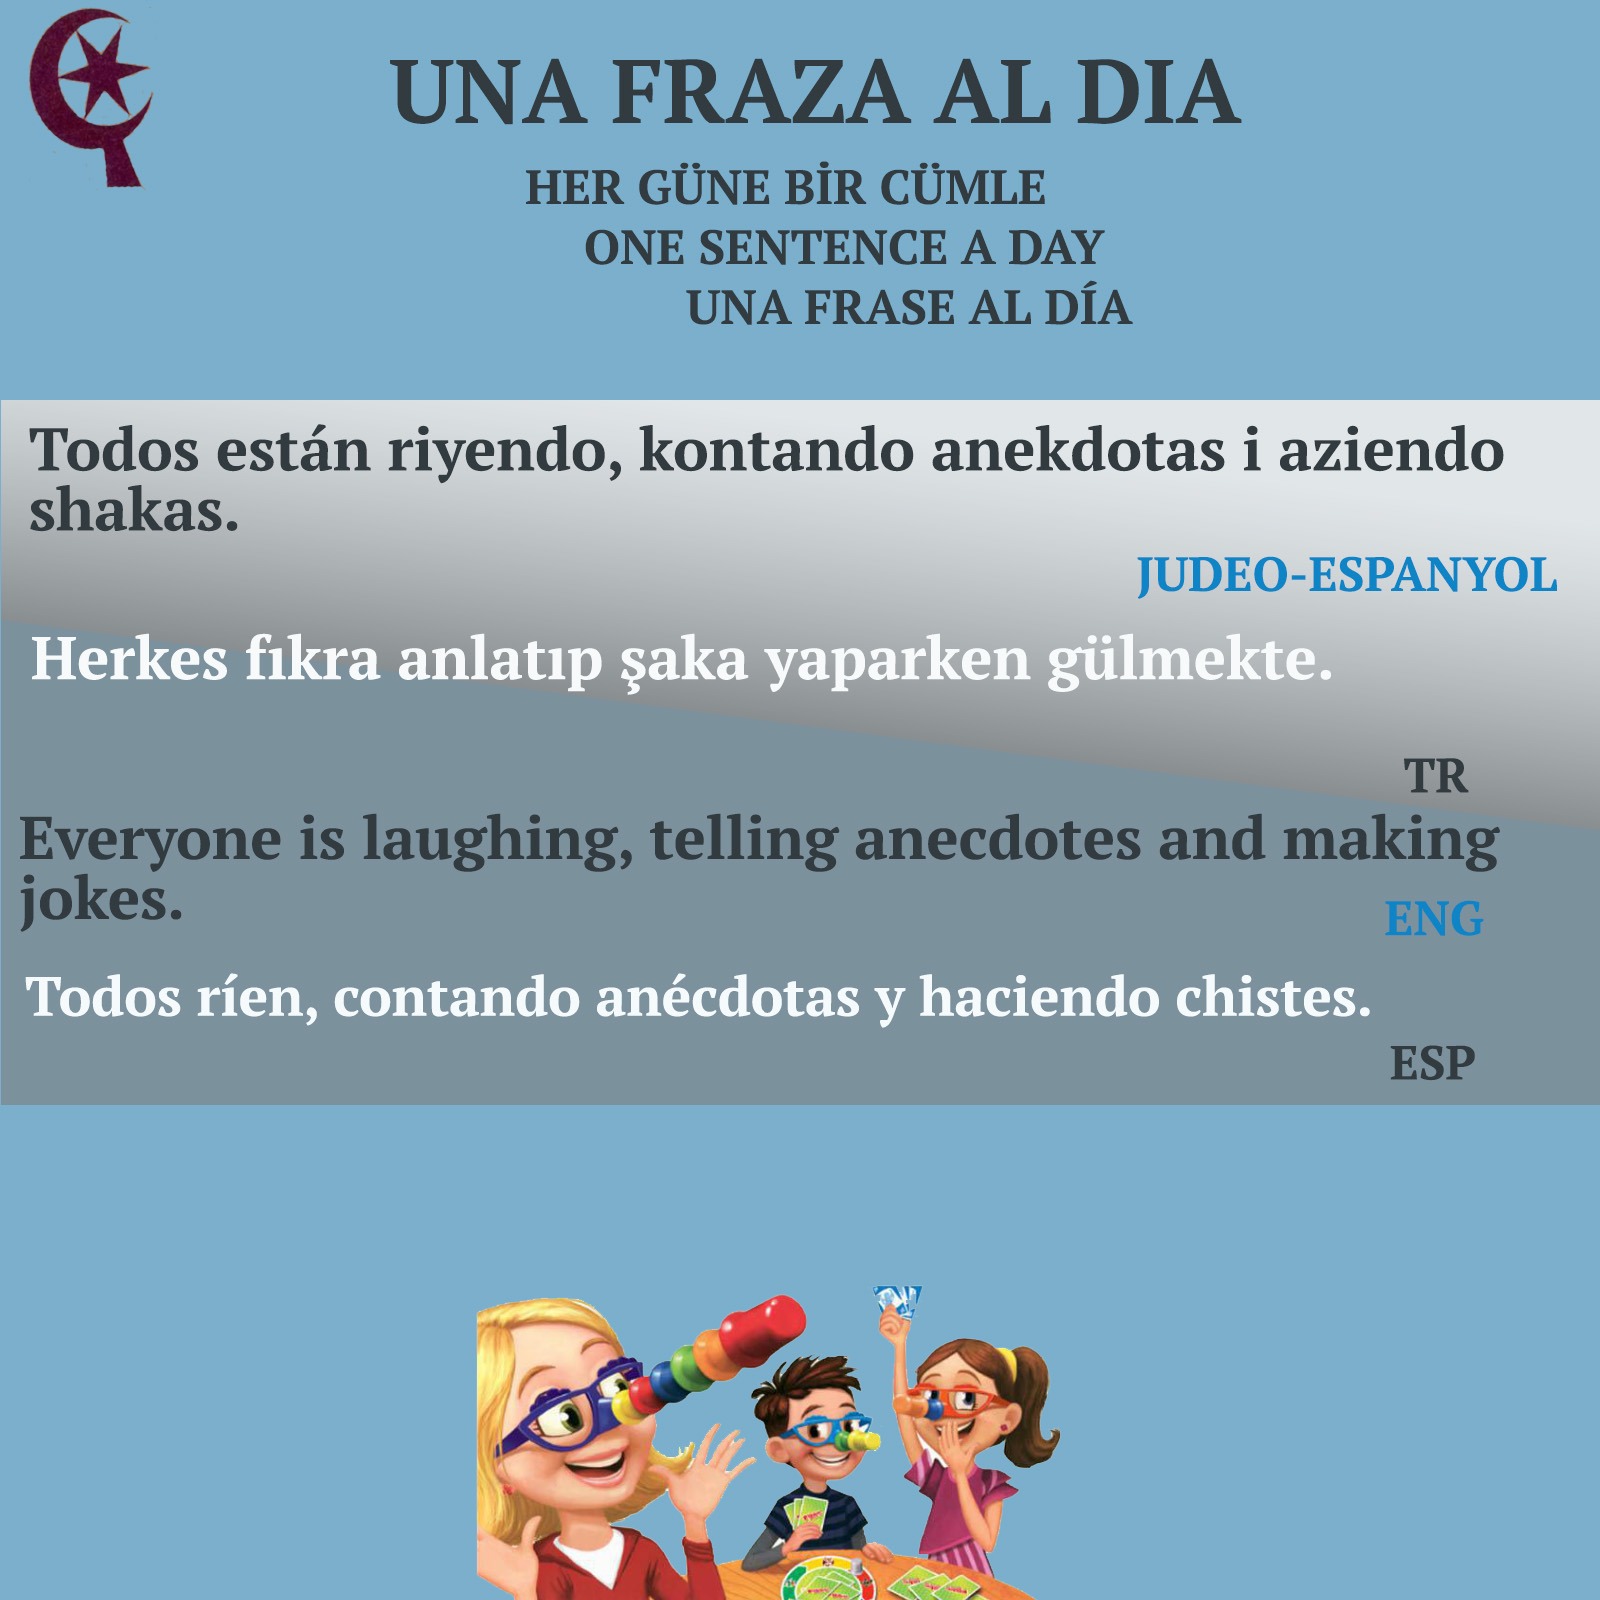 UNA FRAZA AL DIA
HER GÜNE BİR CÜMLE
ONE SENTENCE A DAY
UNA FRASE AL DÍA
Todos están riyendo, kontando anekdotas i aziendo
shakas.
JUDEO-ESPANYOL
Herkes fıkra anlatıp şaka yaparken gülmekte.
TR
Everyone is laughing, telling anecdotes and making
jokes.
ENG
Todos ríen, contando anécdotas y haciendo chistes.
ESP